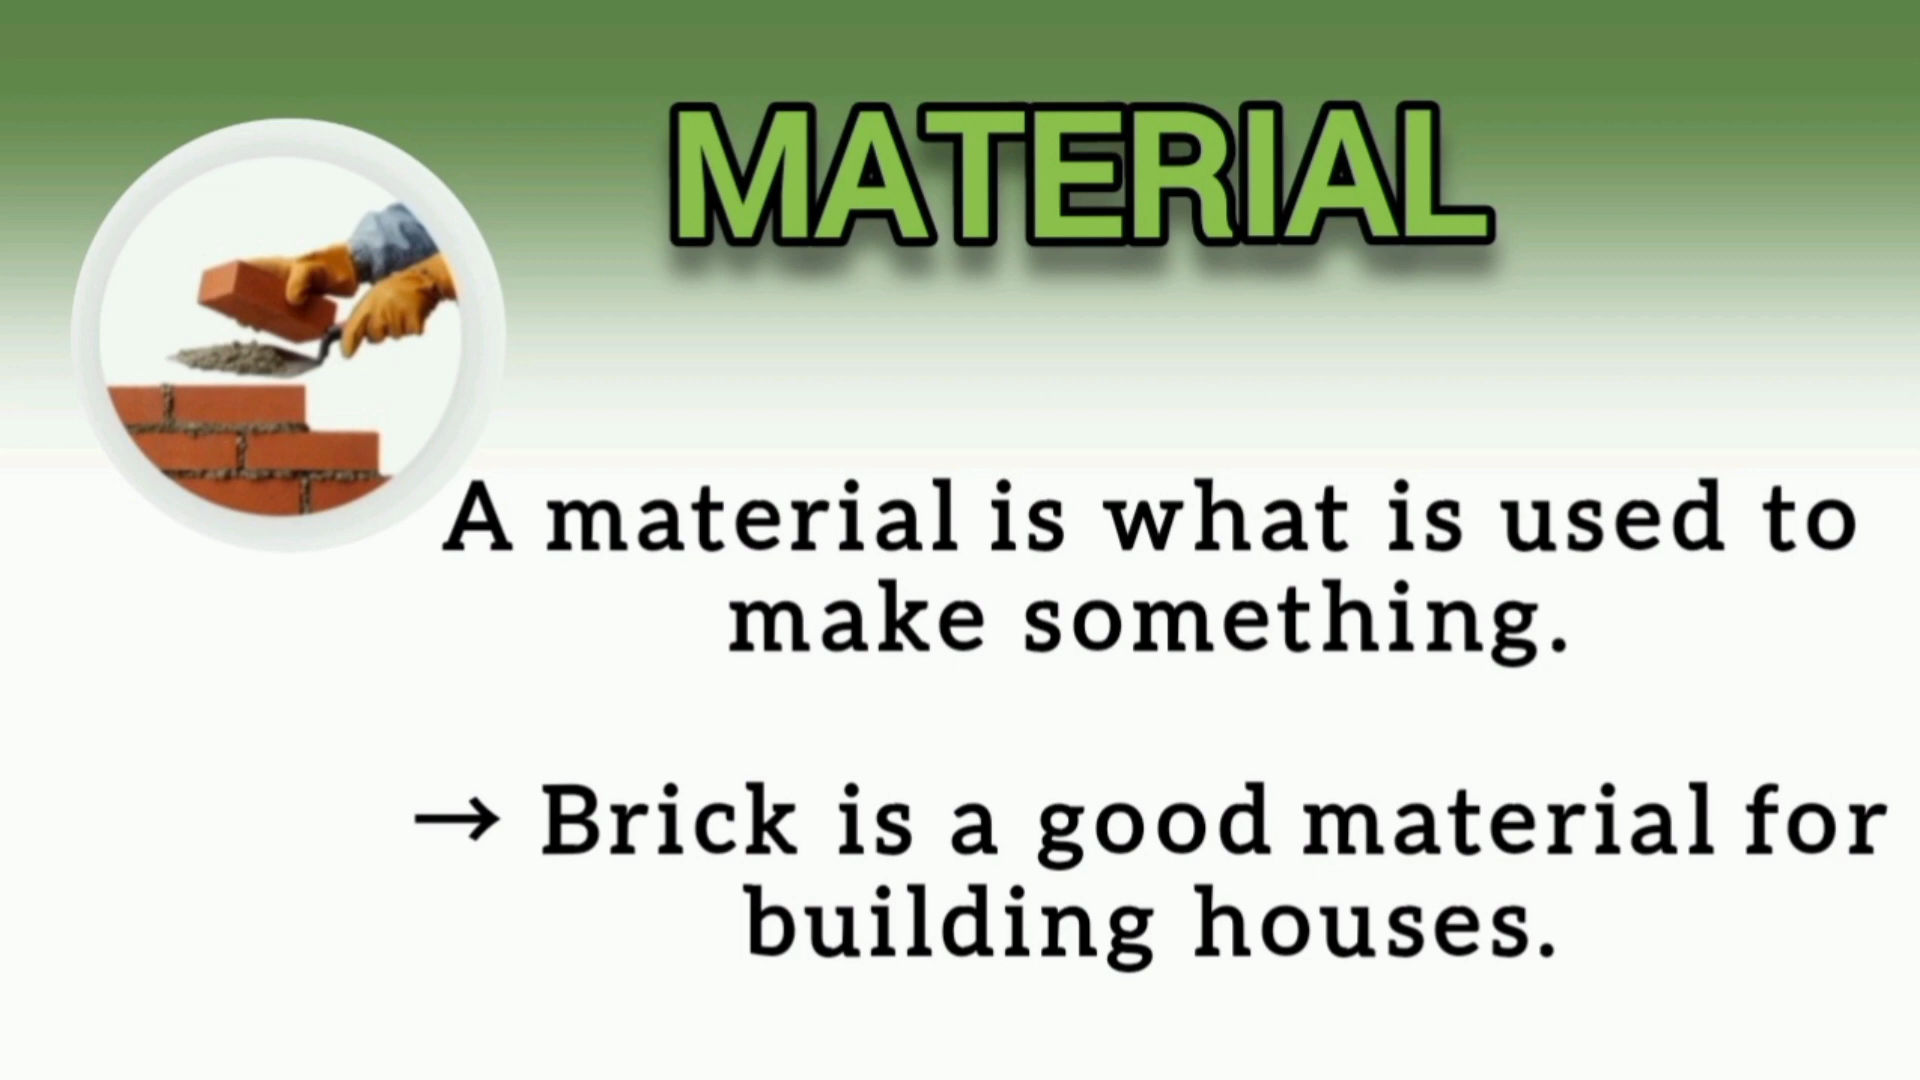 MATERIAL
A material is what is used to
make something.
→ Brick is a good material for
building houses.